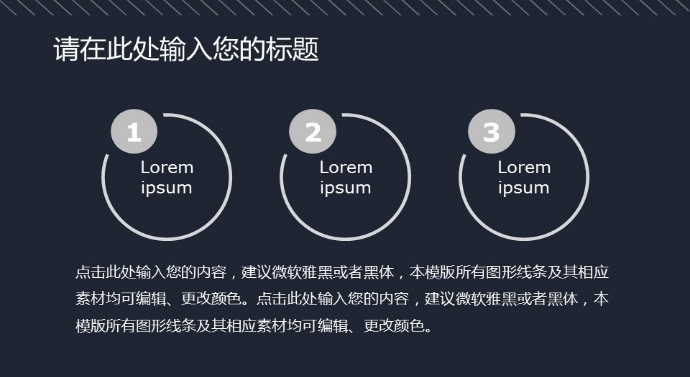 请在此处输入您的标题
1
2
3
Lorem
ipsum
Lorem
ipsum
Lorem
ipsum
点击此处输入您的内容，建议微软雅黑或者黑体，本模版所有图形线条及其相应
素材均可编辑、更改颜色。点击此处输入您的内容，建议微软雅黑或者黑体，本
模版所有图形线条及其相应素材均可编辑、更改颜色。